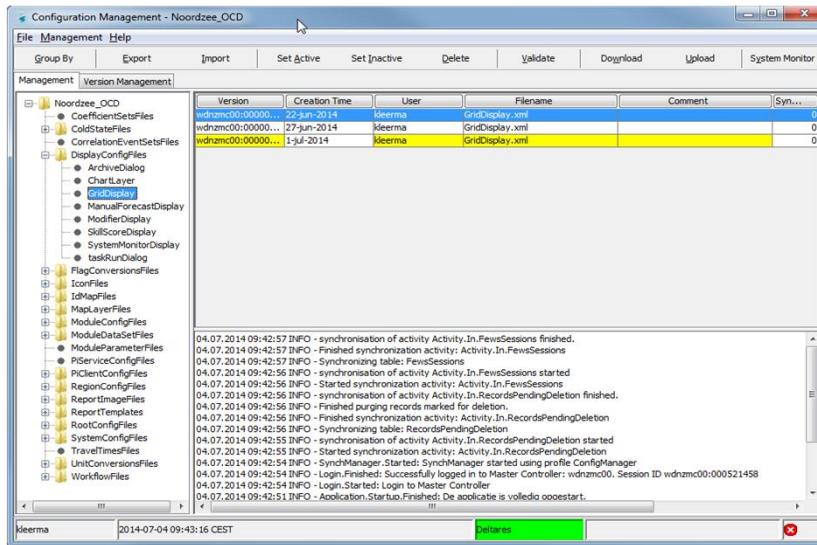 Configuration Management - Noordzee_OCD
File Management Help
Group By Export Import Set Active Set Inactive Delete Validate Download Upload System Monitor
Management Version Management
Noordzee_OCD
CoefficientSetsFiles
ColdStateFiles
CorrelationEventSetsFiles
DisplayConfigFiles
ArchiveDialog
ChartLayer
GridDisplay
ManualForecastDisplay
ModifierDisplay
SkillScoreDisplay
SystemMonitorDisplay
taskRunDialog
FlagConversionsFiles
IconFiles
IdMapFiles
MapLayerFiles
ModuleConfigFiles
ModuleDataSetFiles
ModuleParameterFiles
PiServiceConfigFiles
PiClientConfigFiles
RegionConfigFiles
ReportImageFiles
ReportTemplates
RootConfigFiles
SystemConfigFiles
TravelTimesFiles
UnitConversionsFiles
WorkflowFiles
Version Creation Time User Filename Comment Syn...
wdnzmc00:00000... 22-jun-2014 kleerma GridDisplay.xml 0
wdnzmc00:00000... 27-jun-2014 kleerma GridDisplay.xml 0
wdnzmc00:00000... 1-jul-2014 kleerma GridDisplay.xml 0
04.07.2014 09:42:57 INFO - synchronisation of activity Activity.In.FewsSessions finished.
04.07.2014 09:42:57 INFO - Finished synchronization activity: Activity.In.FewsSessions
04.07.2014 09:42:57 INFO - Synchronizing table: FewsSessions
04.07.2014 09:42:56 INFO - synchronisation of activity Activity.In.FewsSessions started
04.07.2014 09:42:56 INFO - Started synchronization activity: Activity.In.FewsSessions
04.07.2014 09:42:56 INFO - synchronisation of activity Activity.In.RecordsPendingDeletion finished.
04.07.2014 09:42:56 INFO - Finished purging records marked for deletion.
04.07.2014 09:42:56 INFO - Finished synchronization activity: Activity.In.RecordsPendingDeletion
04.07.2014 09:42:56 INFO - Synchronizing table: RecordsPendingDeletion
04.07.2014 09:42:55 INFO - synchronisation of activity Activity.In.RecordsPendingDeletion started
04.07.2014 09:42:55 INFO - Started synchronization activity: Activity.In.RecordsPendingDeletion
04.07.2014 09:42:54 INFO - SynchManager.Started: SynchManager started using profile ConfigManager
04.07.2014 09:42:54 INFO - Login.Finished: Successfully logged in to Master Controller: wdnzmc00. Session ID wdnzmc00:000521458
04.07.2014 09:42:54 INFO - Login.Started: Login to Master Controller
04.07.2014 09:42:51 INFO - Application.Startup.Finished: De applicatie is volledig opgestart.
kleerma 2014-07-04 09:43:16 CEST Deltares